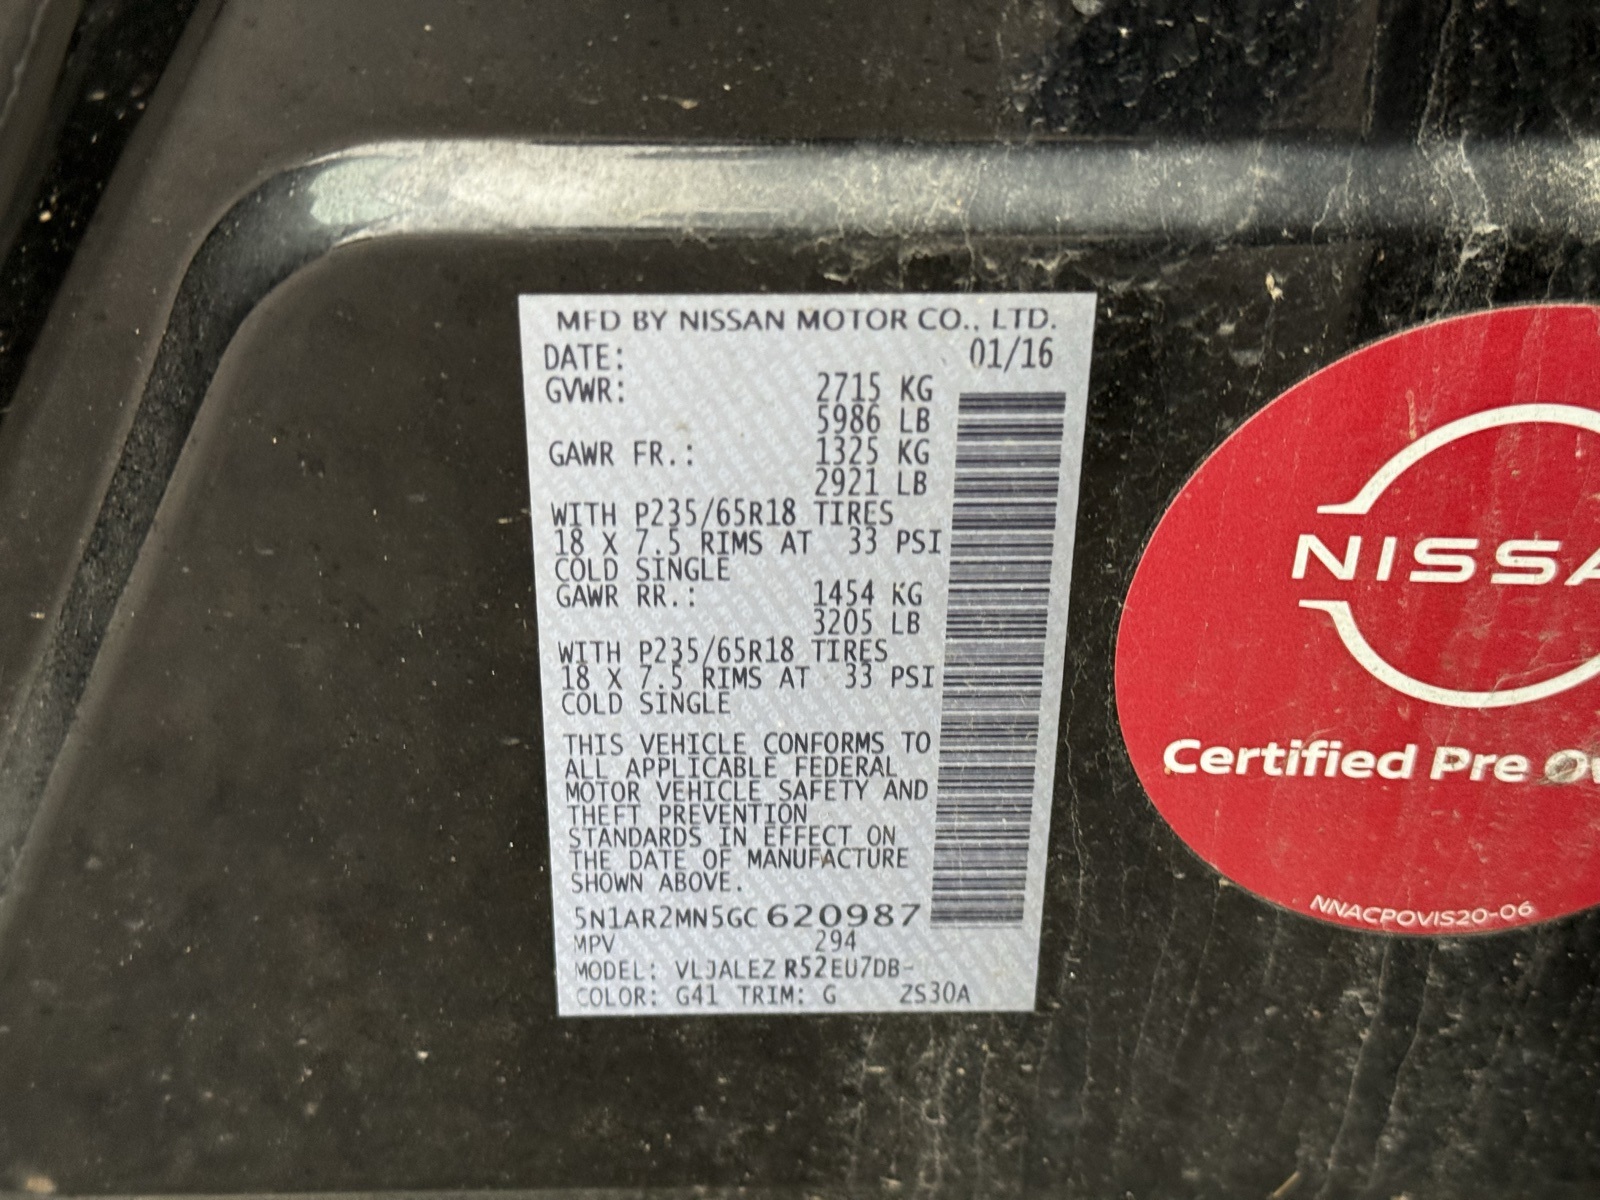 MFD BY NISSAN MOTOR CO., LTD.
DATE: 01/16
GVWR: 2715 KG
5986 LB
GAWR FR.: 1325 KG
2921 LB
WITH P235/65R18 TIRES
18 X 7.5 RIMS AT 33 PSI
COLD SINGLE
GAWR RR.: 1454 KG
3205 LB
WITH P235/65R18 TIRES
18 X 7.5 RIMS AT 33 PSI
COLD SINGLE
THIS VEHICLE CONFORMS TO
ALL APPLICABLE FEDERAL
MOTOR VEHICLE SAFETY AND
THEFT PREVENTION
STANDARDS IN EFFECT ON
THE DATE OF MANUFACTURE
SHOWN ABOVE.
5N1AR2MN5GC 620987
MPV 294
MODEL: VLJALEZ R52EU7DB-
COLOR: G41 TRIM: G ZS30A
NISSA
Certified Pre Ow
NNACPOVIS20-06